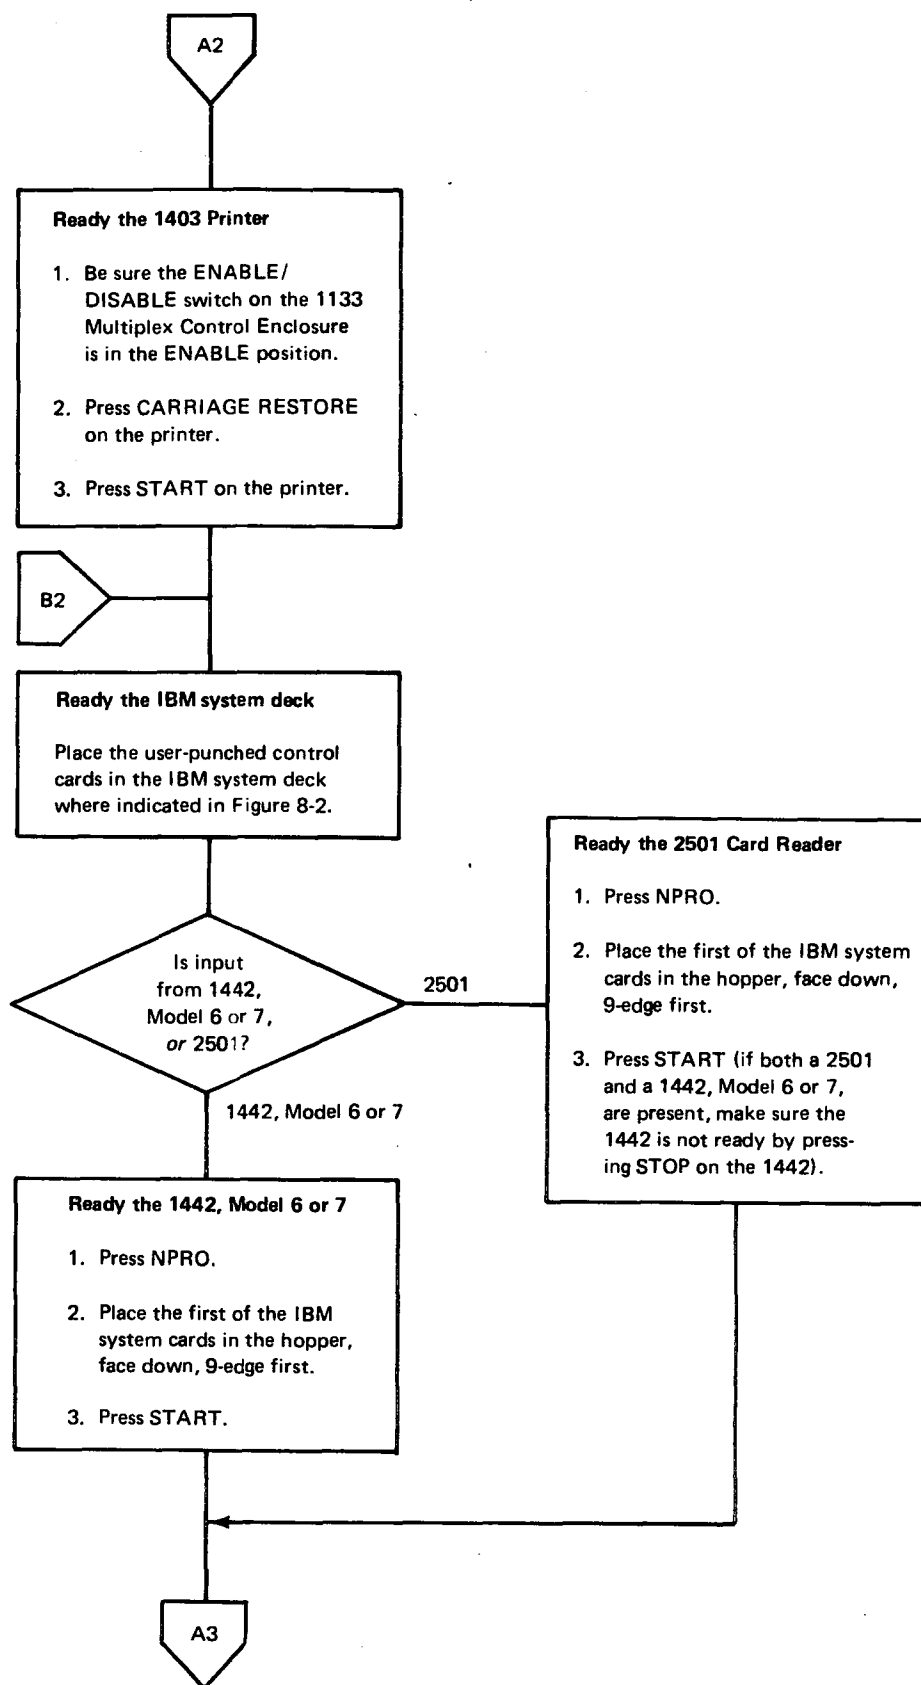 A2
Ready the 1403 Printer
1. Be sure the ENABLE/
DISABLE switch on the 1133
Multiplex Control Enclosure
is in the ENABLE position.
2. Press CARRIAGE RESTORE
on the printer.
3. Press START on the printer.
B2
Ready the IBM system deck
Place the user-punched control
cards in the IBM system deck
where indicated in Figure 8-2.
Is input
from 1442,
Model 6 or 7,
or 2501?
2501
1442, Model 6 or 7
Ready the 2501 Card Reader
1. Press NPRO.
2. Place the first of the IBM system
cards in the hopper, face down,
9-edge first.
3. Press START (if both a 2501
and a 1442, Model 6 or 7,
are present, make sure the
1442 is not ready by press-
ing STOP on the 1442).
Ready the 1442, Model 6 or 7
1. Press NPRO.
2. Place the first of the IBM
system cards in the hopper,
face down, 9-edge first.
3. Press START.
A3